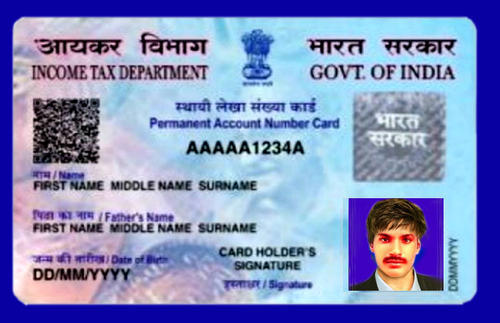 आयकर विभाग
INCOME TAX DEPARTMENT
भारत सरकार
GOVT. OF INDIA
स्थायी लेखा संख्या कार्ड
Permanent Account Number Card
AAAAA1234A
भारत
सरकार
नाम / Name
FIRST NAME MIDDLE NAME SURNAME
पिता का नाम / Father's Name
FIRST NAME MIDDLE NAME SURNAME
जन्म की तारीख / Date of Birth
DD/MM/YYYY
CARD HOLDER'S
SIGNATURE
हस्ताक्षर / Signature
DDMMYYYY